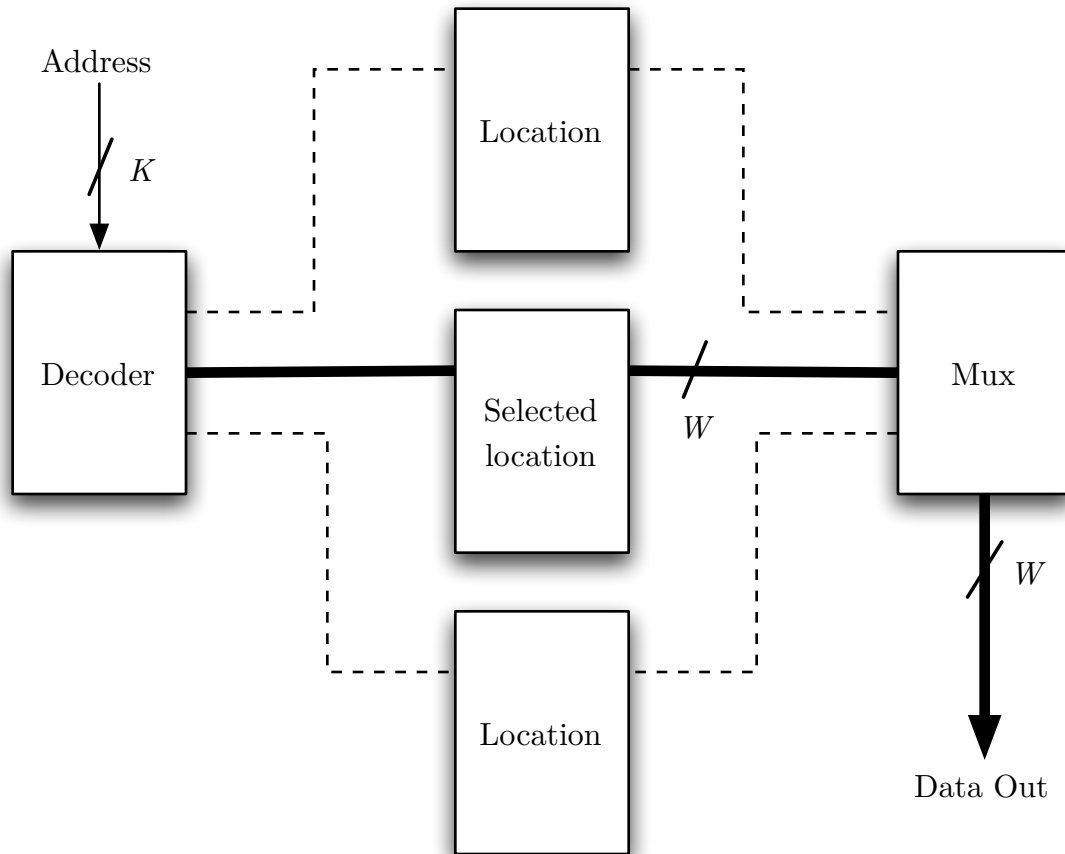 Address
K
Location
Decoder
Selected
location
W
Mux
W
Location
Data Out